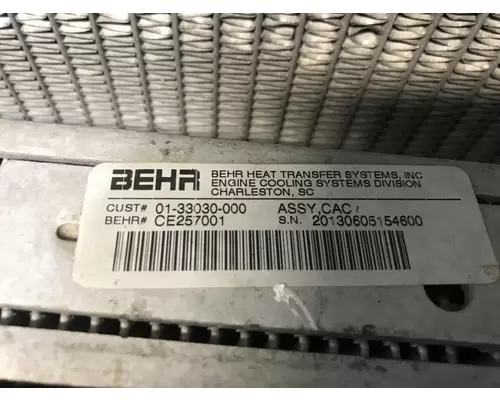 BEHR
BEHR HEAT TRANSFER SYSTEMS, INC
ENGINE COOLING SYSTEMS DIVISION
CHARLESTON, SC
CUST# 01-33030-000 ASSY,CAC,
BEHR# CE257001 S.N. 20130605154600